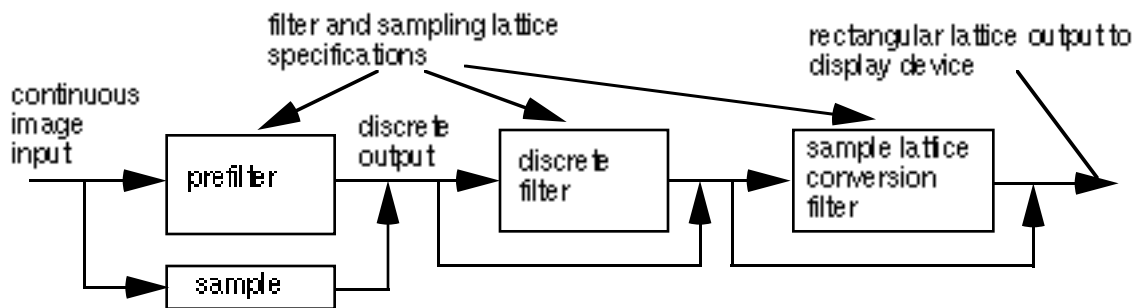 filter and sampling lattice
specifications
rectangular lattice output to
display device
continuous
image
input
prefilter
sample
discrete
output
discrete
filter
sample lattice
conversion
filter